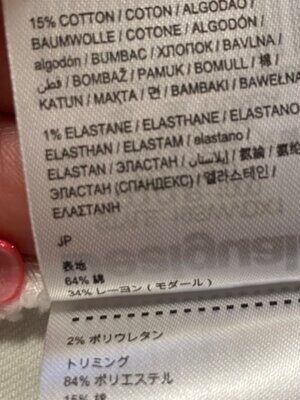 15% COTTON / COTON / ALGODÃO /
BAUMWOLLE / COTONE / ALGODÓN /
algodón / BUMBAC / ХЛОПОК / BAVLNA /
قطن / BOMBAŽ / PAMUK / BOMULL / 棉 /
KATUN / МАҚТА / 면 / BAMBAKI / BAWEŁNA
1% ELASTANE / ELASTHANE / ELASTANO
ELASTHAN / ELASTAM / elastano /
ELASTAN / ЭЛАСТАН / إيلاستان / 氨綸 / 氨纶
ЭЛАСТАН (СПАНДЕКС) / 엘라스테인 /
ΕΛΑΣΤΑΝΗ
JP
表地
64% 綿
34% レーヨン (モダール)
2% ポリウレタン
トリミング
84% ポリエステル
15% 綿